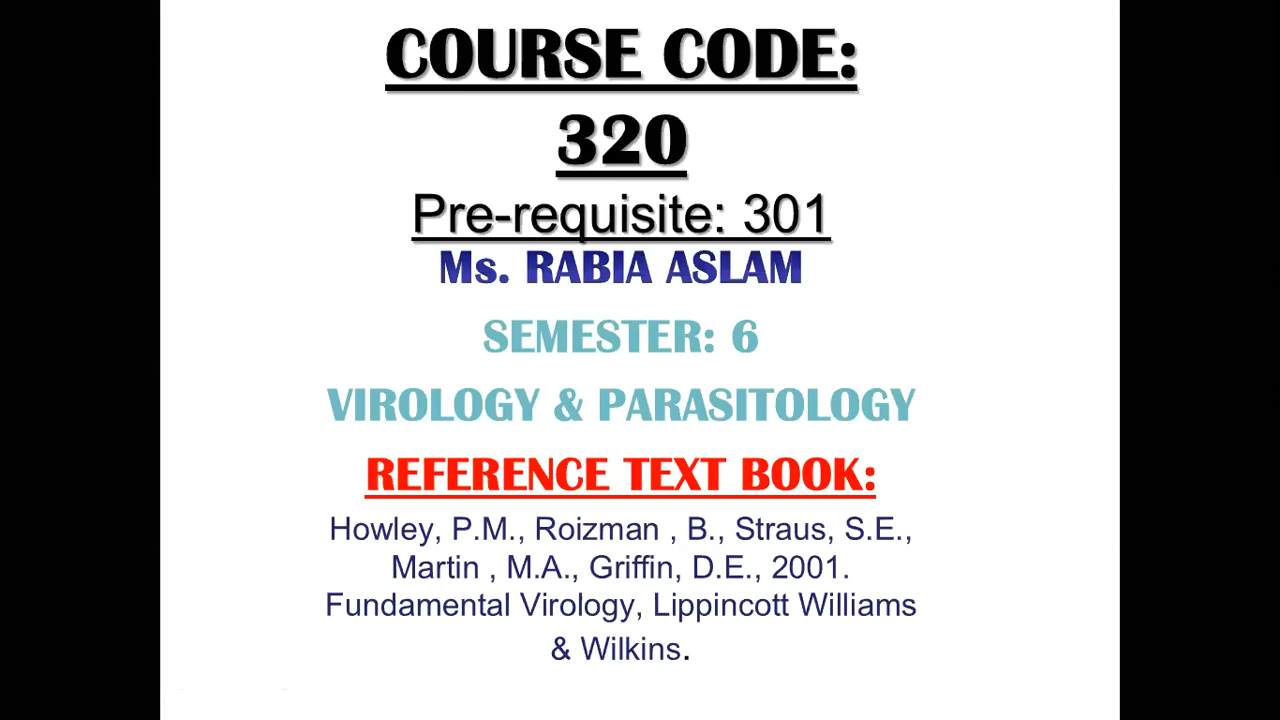 COURSE CODE:
320
Pre-requisite: 301
Ms. RABIA ASLAM
SEMESTER: 6
VIROLOGY & PARASITOLOGY
REFERENCE TEXT BOOK:
Howley, P.M., Roizman , B., Straus, S.E.,
Martin , M.A., Griffin, D.E., 2001.
Fundamental Virology, Lippincott Williams
& Wilkins.